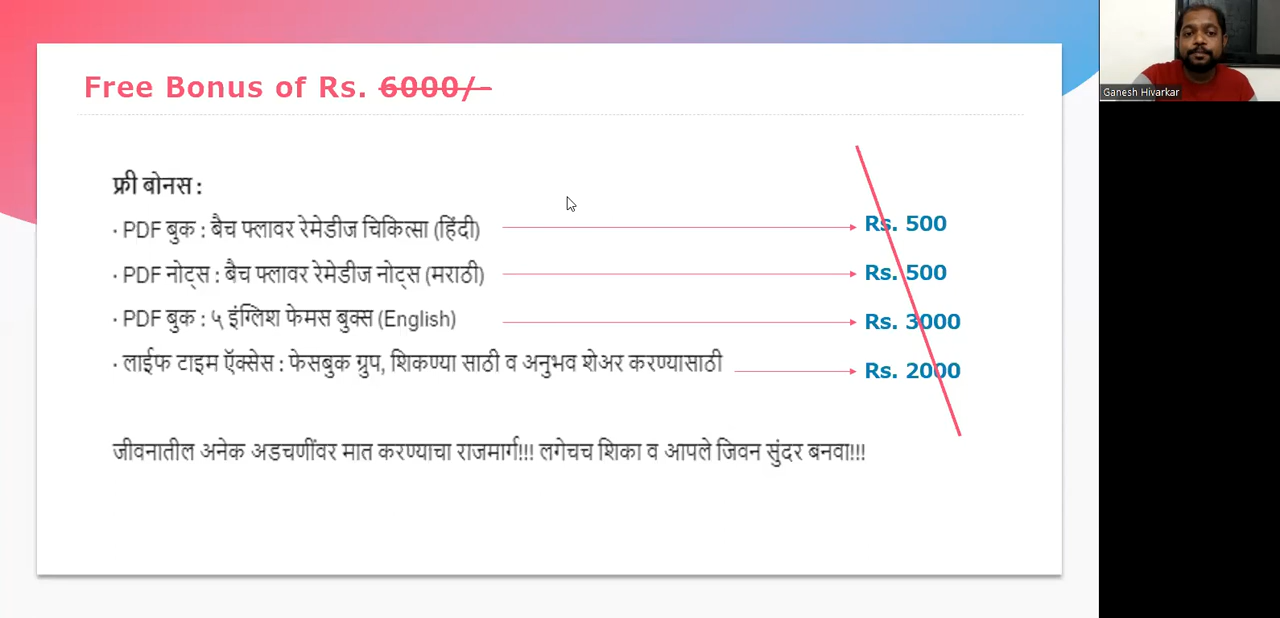 Free Bonus of Rs. 6000/-
फ्री बोनस :
· PDF बुक : बैच फ्लावर रेमेडीज चिकित्सा (हिंदी) Rs. 500
· PDF नोट्स : बैच फ्लावर रेमेडीज नोट्स (मराठी) Rs. 500
· PDF बुक : ५ इंग्लिश फेमस बुक्स (English) Rs. 3000
· लाईफ टाइम ऍक्सेस : फेसबुक ग्रुप, शिकण्या साठी व अनुभव शेअर करण्यासाठी Rs. 2000
जीवनातील अनेक अडचणींवर मात करण्याचा राजमार्ग!!! लगेचच शिका व आपले जिवन सुंदर बनवा!!!
Ganesh Hivarkar